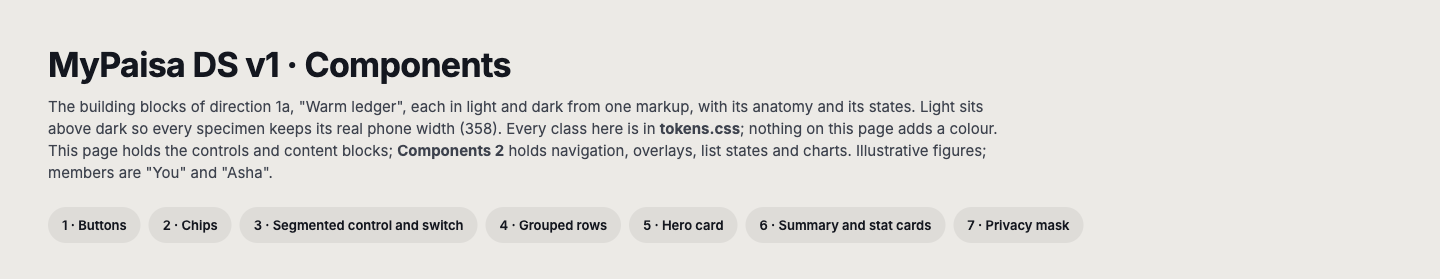 MyPaisa DS v1 · Components
The building blocks of direction 1a, "Warm ledger", each in light and dark from one markup, with its anatomy and its states. Light sits
above dark so every specimen keeps its real phone width (358). Every class here is in tokens.css; nothing on this page adds a colour.
This page holds the controls and content blocks; Components 2 holds navigation, overlays, list states and charts. Illustrative figures;
members are "You" and "Asha".
1 · Buttons
2 · Chips
3 · Segmented control and switch
4 · Grouped rows
5 · Hero card
6 · Summary and stat cards
7 · Privacy mask